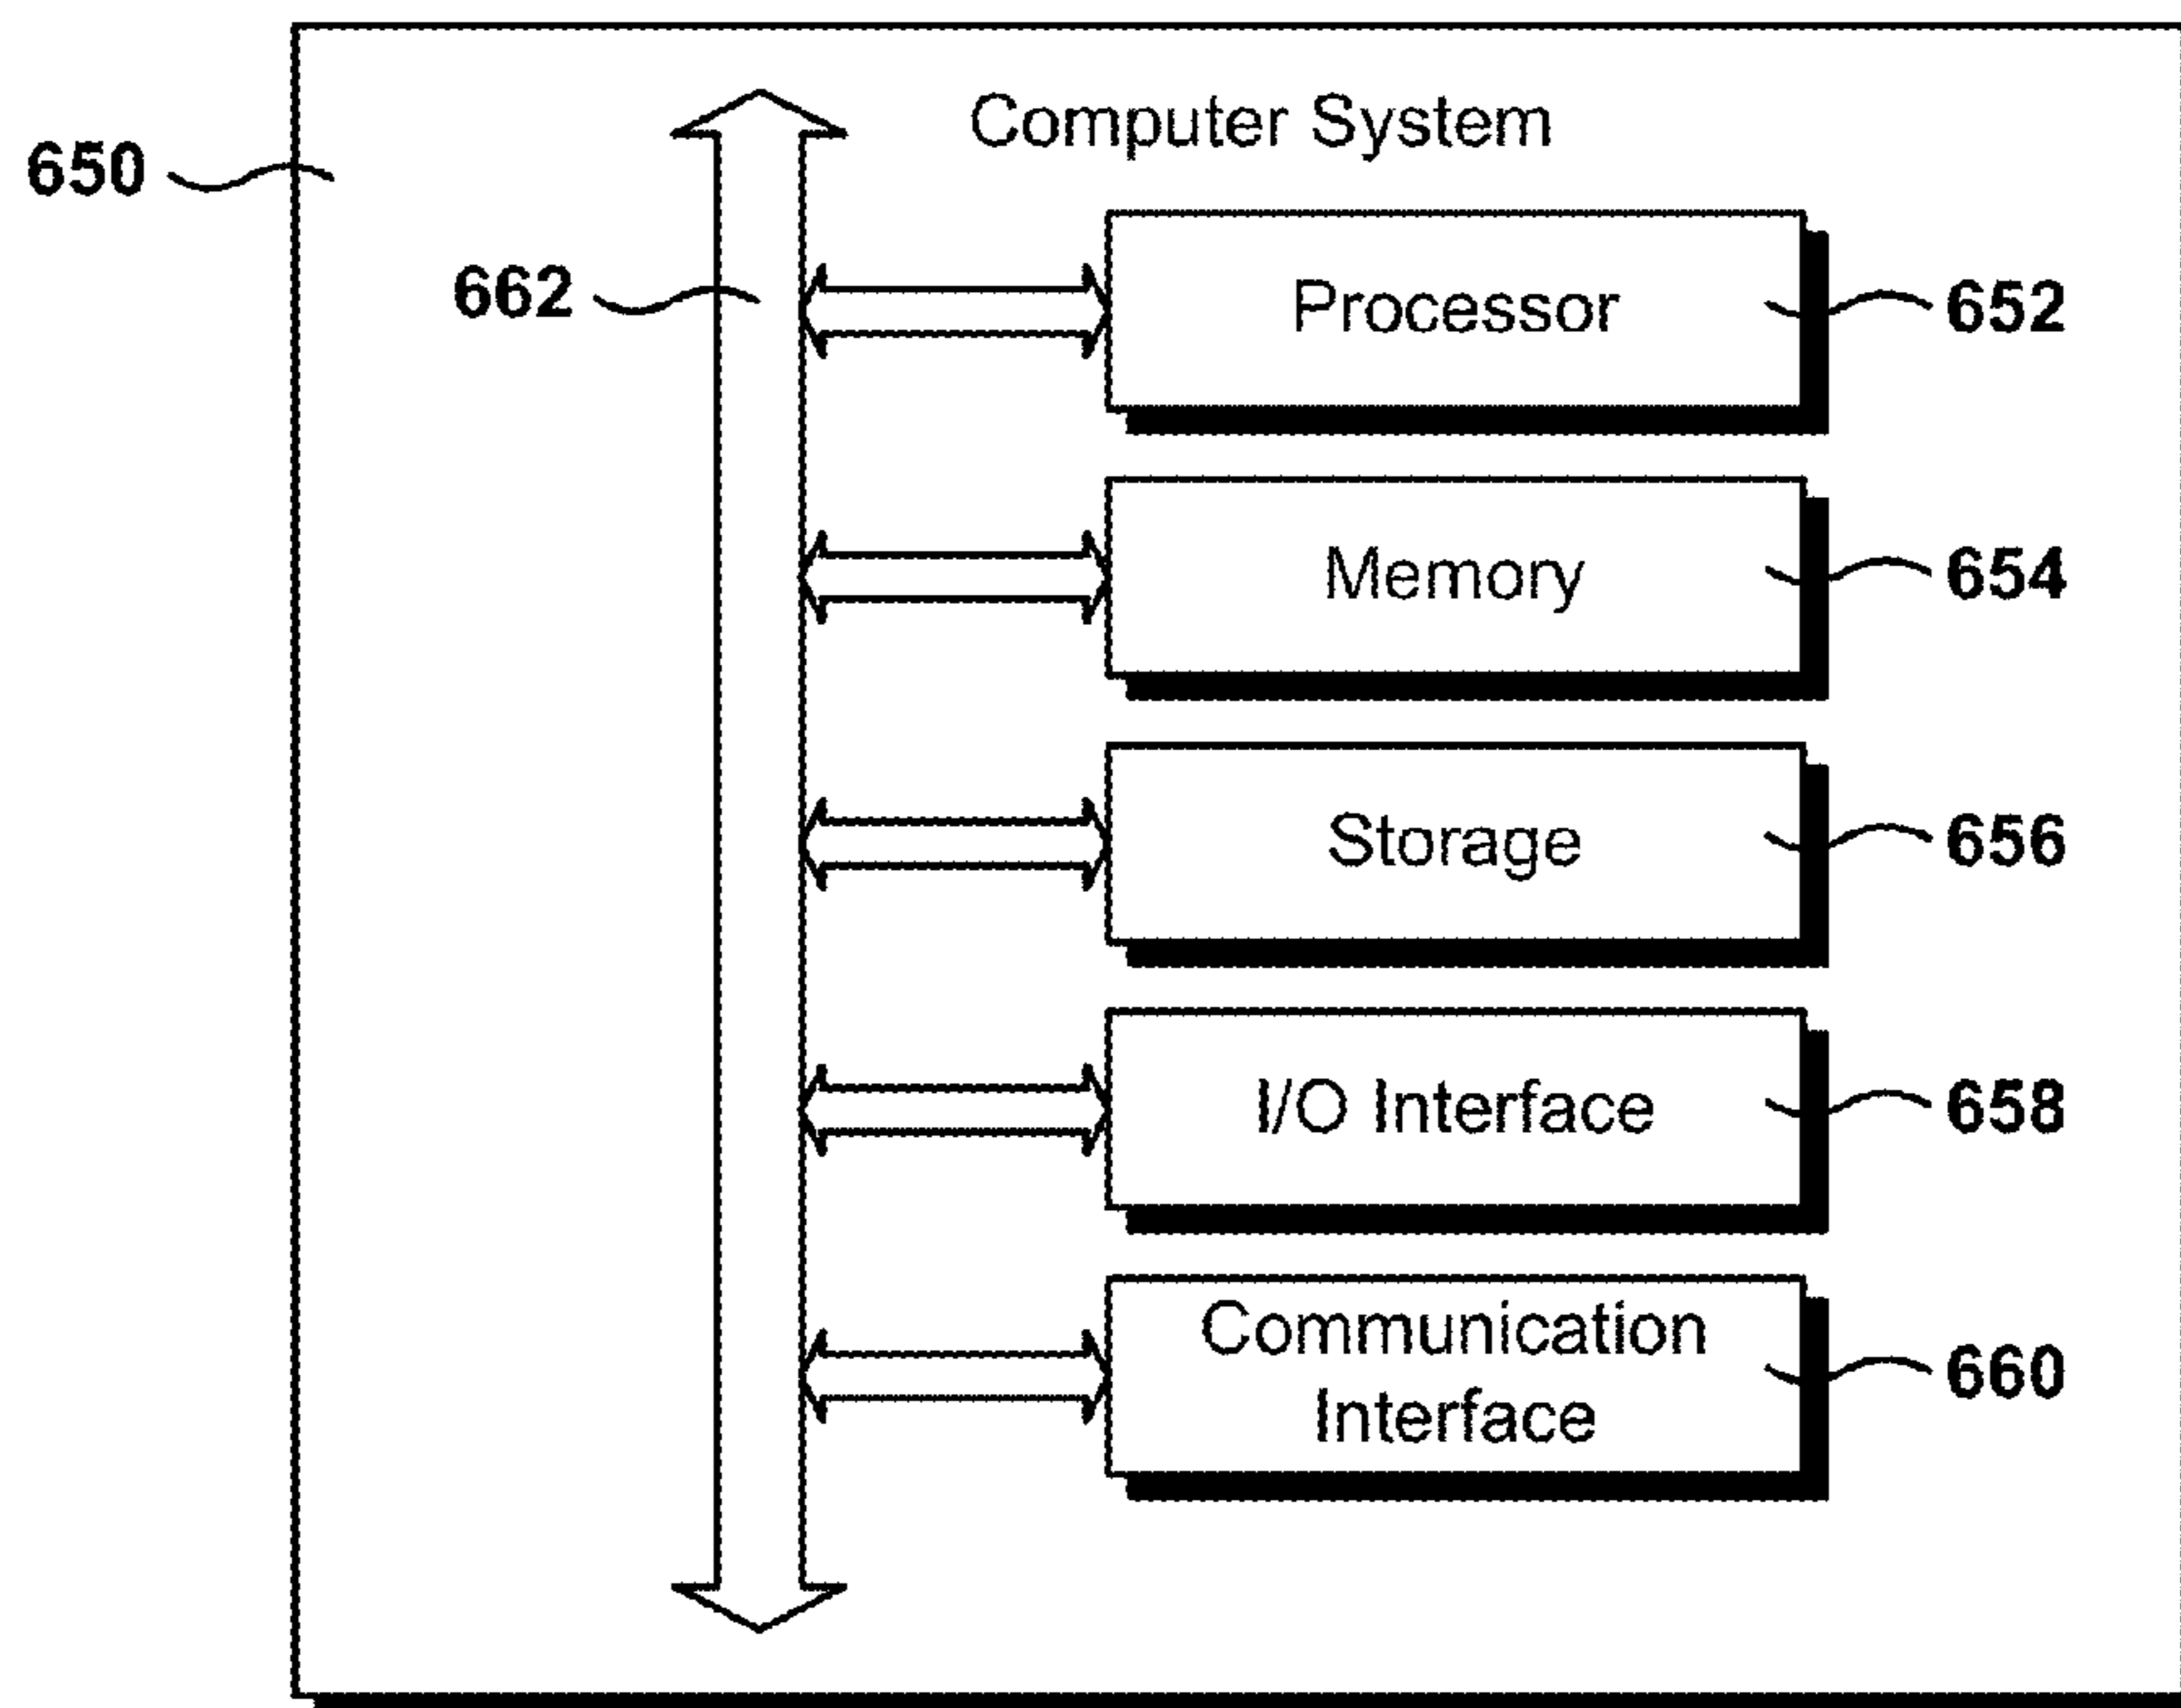 Computer System
650
662
Processor
652
Memory
654
Storage
656
I/O Interface
658
Communication
Interface
660